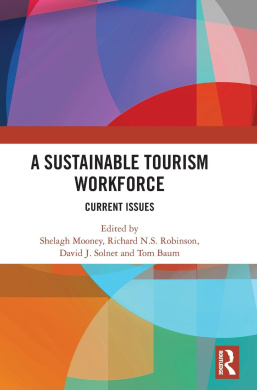 A SUSTAINABLE TOURISM
WORKFORCE
CURRENT ISSUES
Edited by
Shelagh Mooney, Richard N.S. Robinson,
David J. Solnet and Tom Baum
ROUTLEDGE